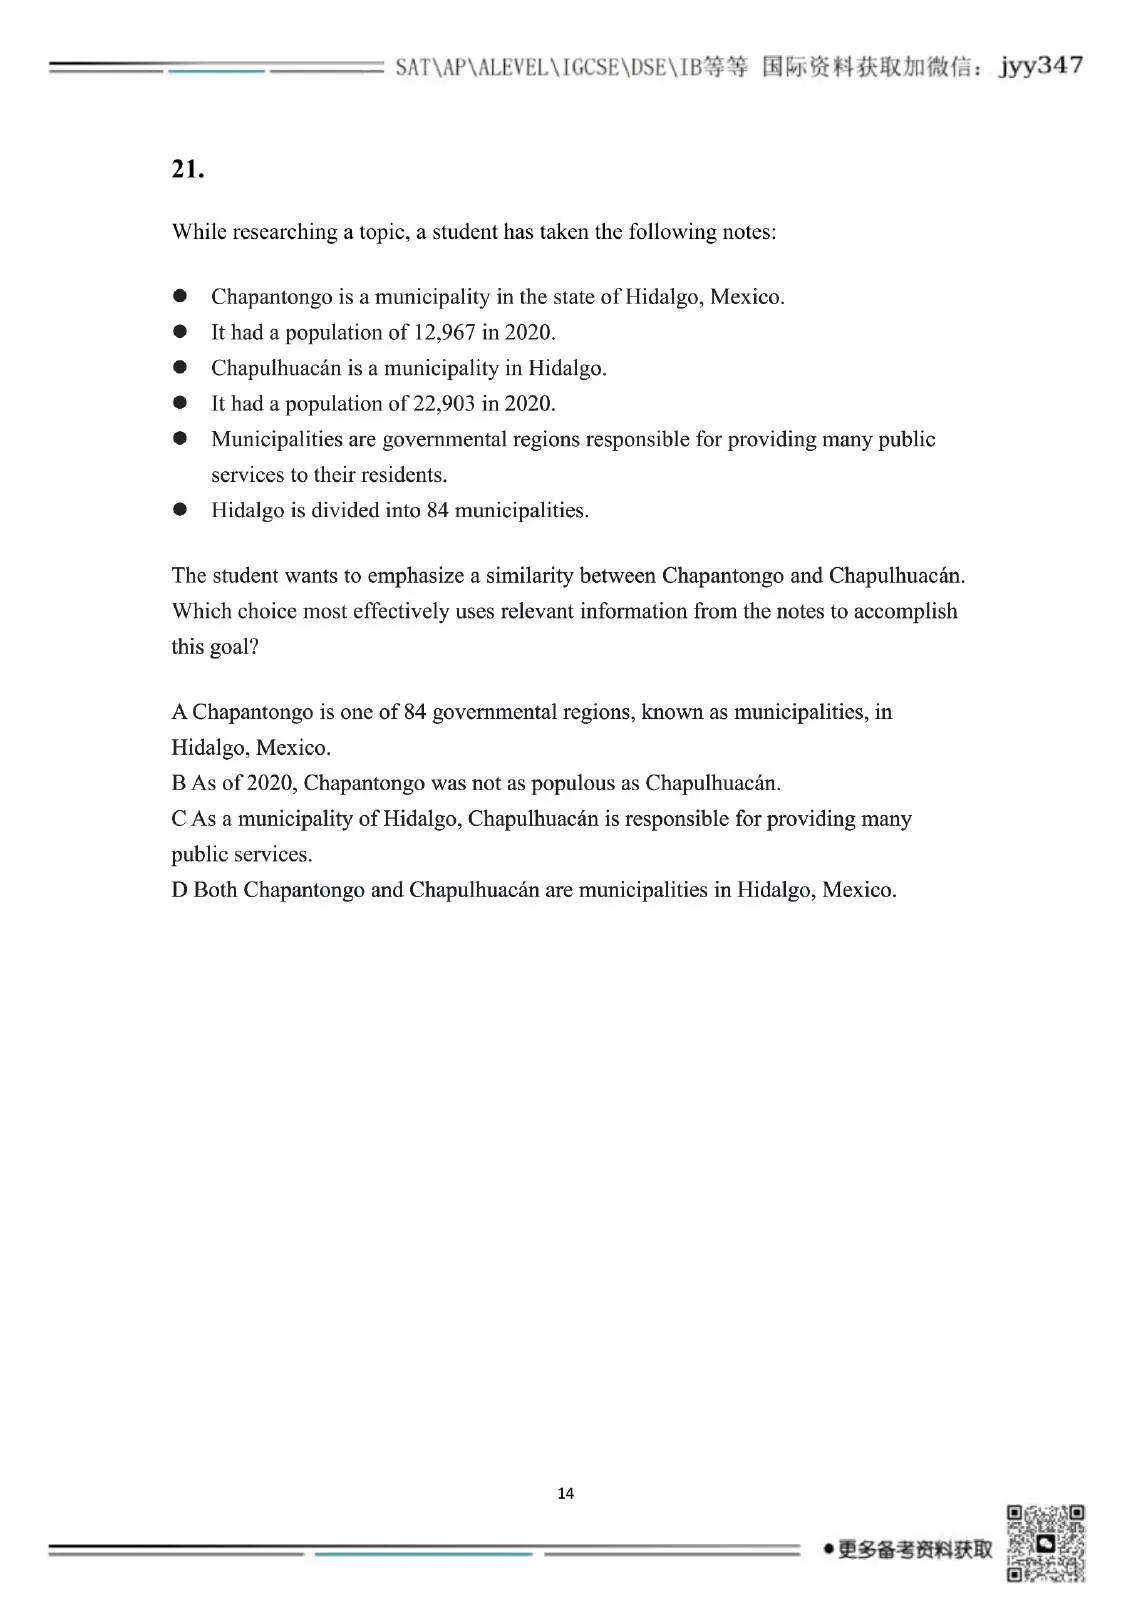 SAT\AP\ALEVEL\IGCSE\DSE\IB等等 国际资料获取加微信：jyy347
21.
While researching a topic, a student has taken the following notes:
● Chapantongo is a municipality in the state of Hidalgo, Mexico.
● It had a population of 12,967 in 2020.
● Chapulhuacán is a municipality in Hidalgo.
● It had a population of 22,903 in 2020.
● Municipalities are governmental regions responsible for providing many public
services to their residents.
● Hidalgo is divided into 84 municipalities.
The student wants to emphasize a similarity between Chapantongo and Chapulhuacán.
Which choice most effectively uses relevant information from the notes to accomplish
this goal?
A Chapantongo is one of 84 governmental regions, known as municipalities, in
Hidalgo, Mexico.
B As of 2020, Chapantongo was not as populous as Chapulhuacán.
C As a municipality of Hidalgo, Chapulhuacán is responsible for providing many
public services.
D Both Chapantongo and Chapulhuacán are municipalities in Hidalgo, Mexico.
14
●更多备考资料获取